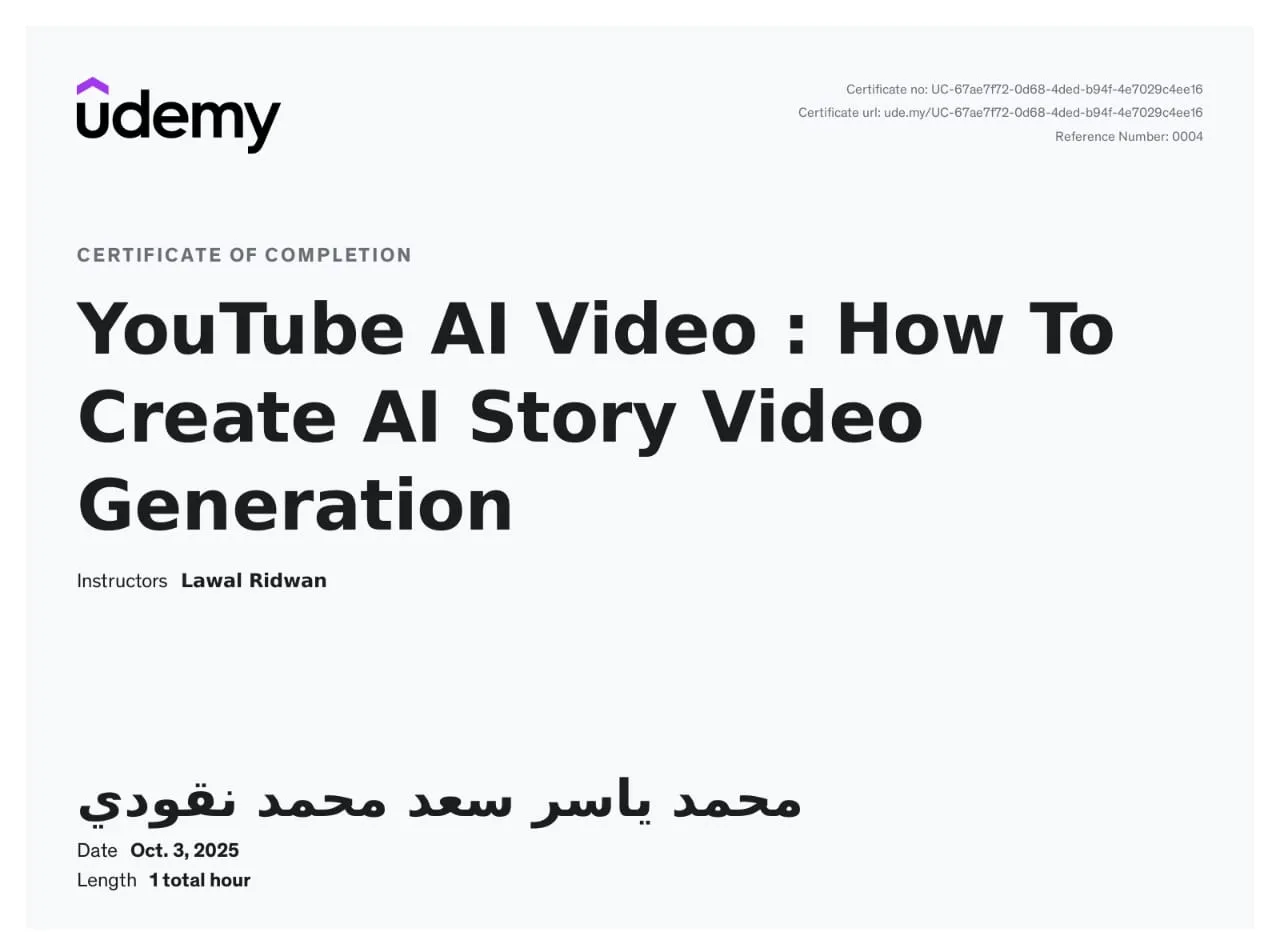 udemy
Certificate no: UC-67ae7f72-0d68-4ded-b94f-4e7029c4ee16
Certificate url: ude.my/UC-67ae7f72-0d68-4ded-b94f-4e7029c4ee16
Reference Number: 0004
CERTIFICATE OF COMPLETION
YouTube AI Video : How To
Create AI Story Video
Generation
Instructors Lawal Ridwan
محمد ياسر سعد محمد نقودي
Date Oct. 3, 2025
Length 1 total hour